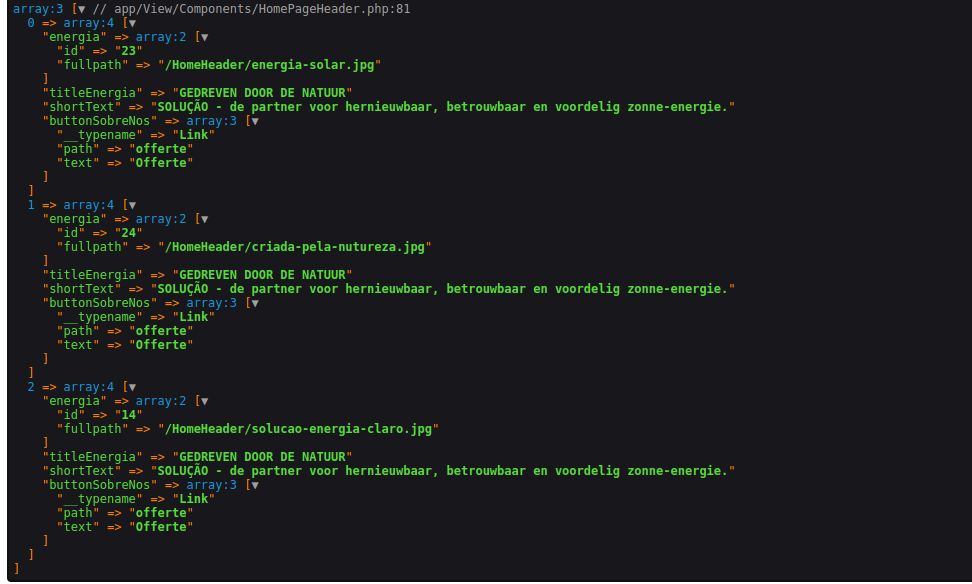 array:3 [▼ // app/View/Components/HomePageHeader.php:81
  0 => array:4 [▼
    "energia" => array:2 [▼
      "id" => "23"
      "fullpath" => "/HomeHeader/energia-solar.jpg"
    ]
    "titleEnergia" => "GEDREVEN DOOR DE NATUUR"
    "shortText" => "SOLUÇÃO - de partner voor hernieuwbaar, betrouwbaar en voordelig zonne-energie."
    "buttonSobreNos" => array:3 [▼
      "__typename" => "Link"
      "path" => "offerte"
      "text" => "Offerte"
    ]
  ]
  1 => array:4 [▼
    "energia" => array:2 [▼
      "id" => "24"
      "fullpath" => "/HomeHeader/criada-pela-nutureza.jpg"
    ]
    "titleEnergia" => "GEDREVEN DOOR DE NATUUR"
    "shortText" => "SOLUÇÃO - de partner voor hernieuwbaar, betrouwbaar en voordelig zonne-energie."
    "buttonSobreNos" => array:3 [▼
      "__typename" => "Link"
      "path" => "offerte"
      "text" => "Offerte"
    ]
  ]
  2 => array:4 [▼
    "energia" => array:2 [▼
      "id" => "14"
      "fullpath" => "/HomeHeader/solucao-energia-claro.jpg"
    ]
    "titleEnergia" => "GEDREVEN DOOR DE NATUUR"
    "shortText" => "SOLUÇÃO - de partner voor hernieuwbaar, betrouwbaar en voordelig zonne-energie."
    "buttonSobreNos" => array:3 [▼
      "__typename" => "Link"
      "path" => "offerte"
      "text" => "Offerte"
    ]
  ]
]